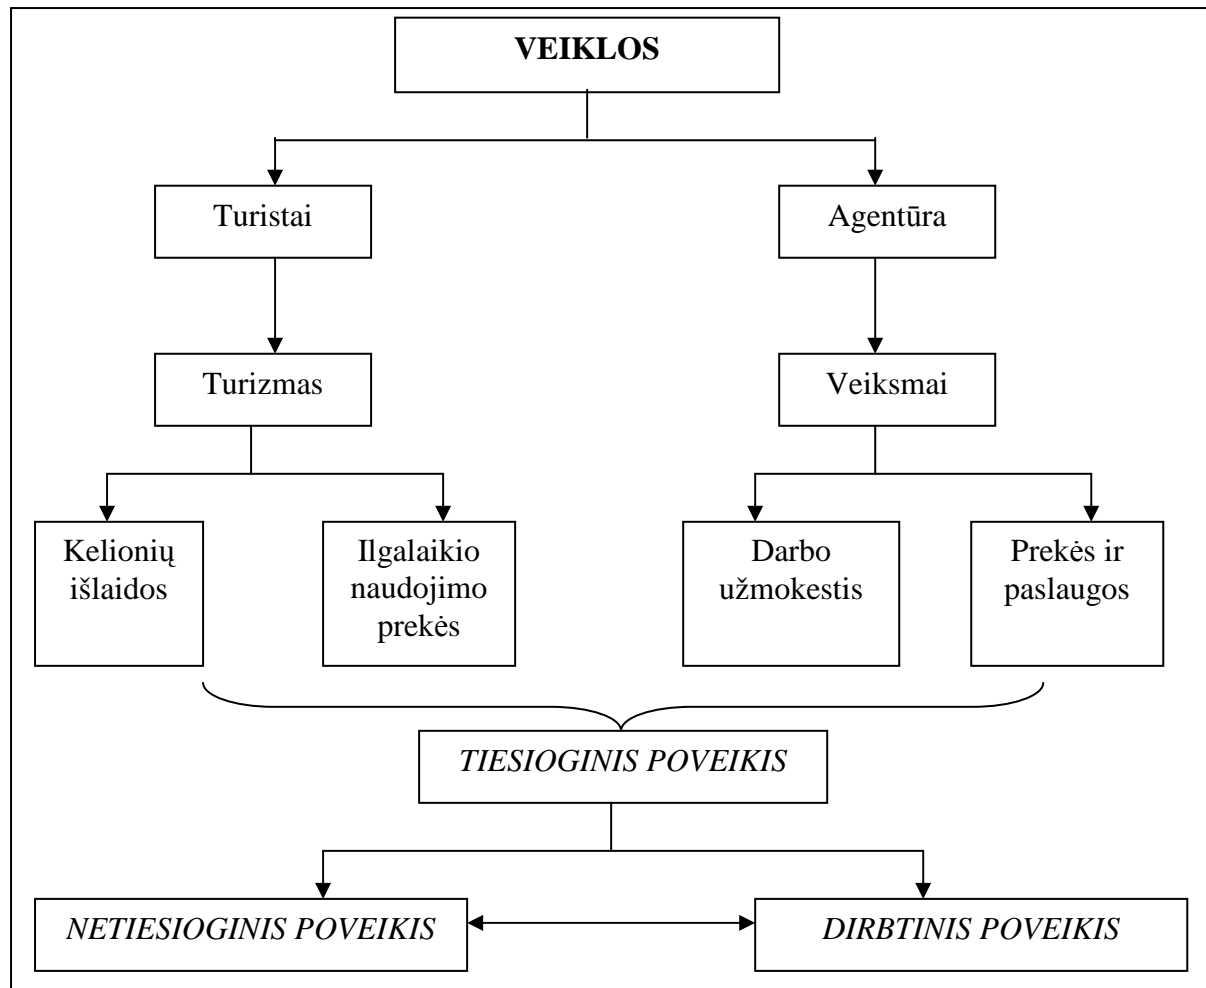 VEIKLOS
Turistai
Agentūra
Turizmas
Veiksmai
Kelionių
išlaidos
Ilgalaikio
naudojimo
prekės
Darbo
užmokestis
Prekės ir
paslaugos
TIESIOGINIS POVEIKIS
NETIESIOGINIS POVEIKIS
DIRBTINIS POVEIKIS